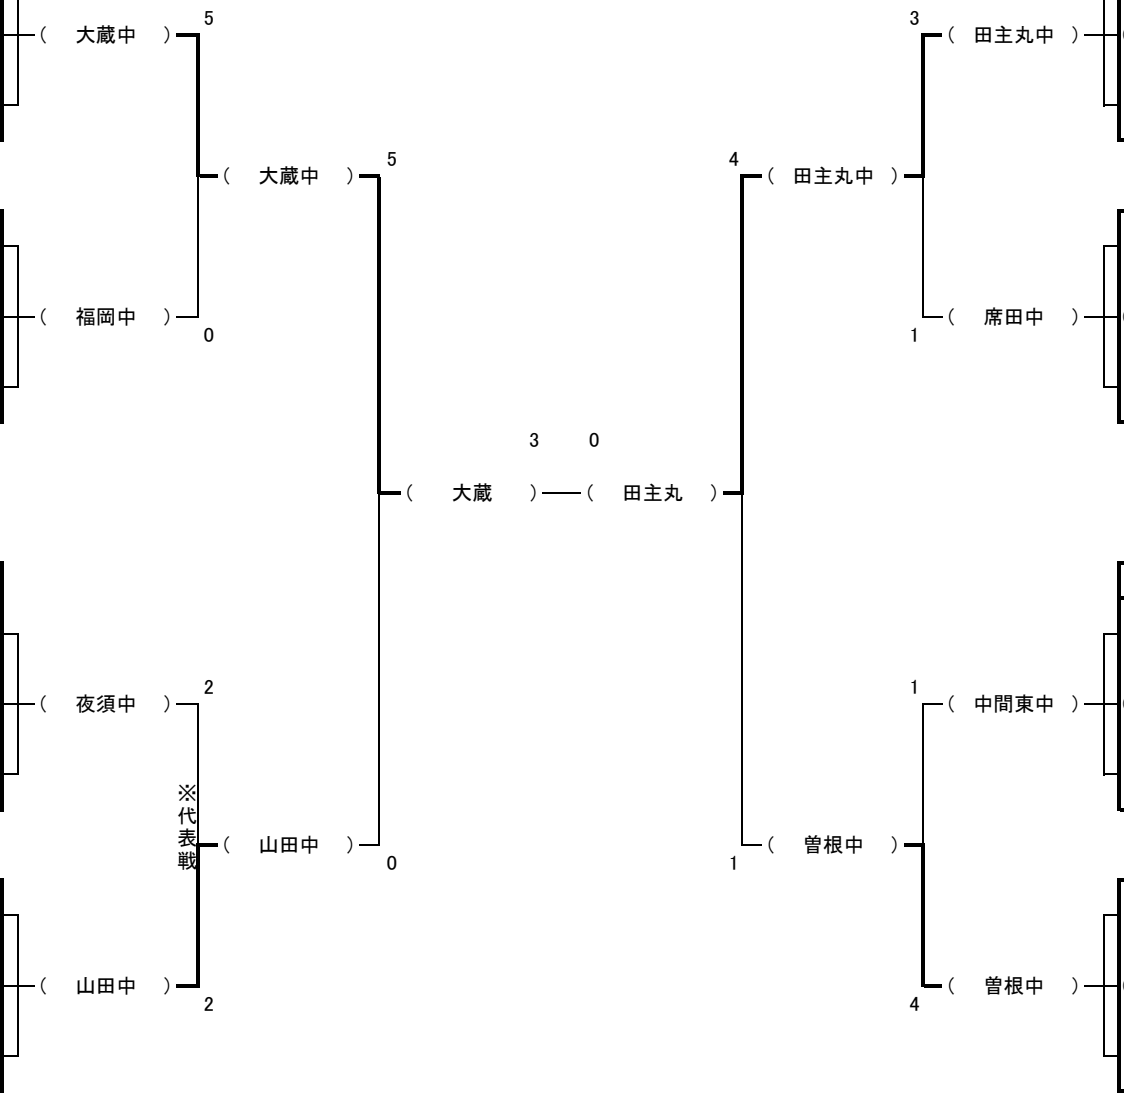 5
3
( 大蔵中 )
( 田主丸中 )
5
4
( 大蔵中 )
( 田主丸中 )
( 福岡中 )
( 席田中 )
0
1
3 0
( 大蔵 )
( 田主丸 )
2
1
( 夜須中 )
( 中間東中 )
※代表戦
( 山田中 )
( 曽根中 )
0
1
( 山田中 )
( 曽根中 )
2
4